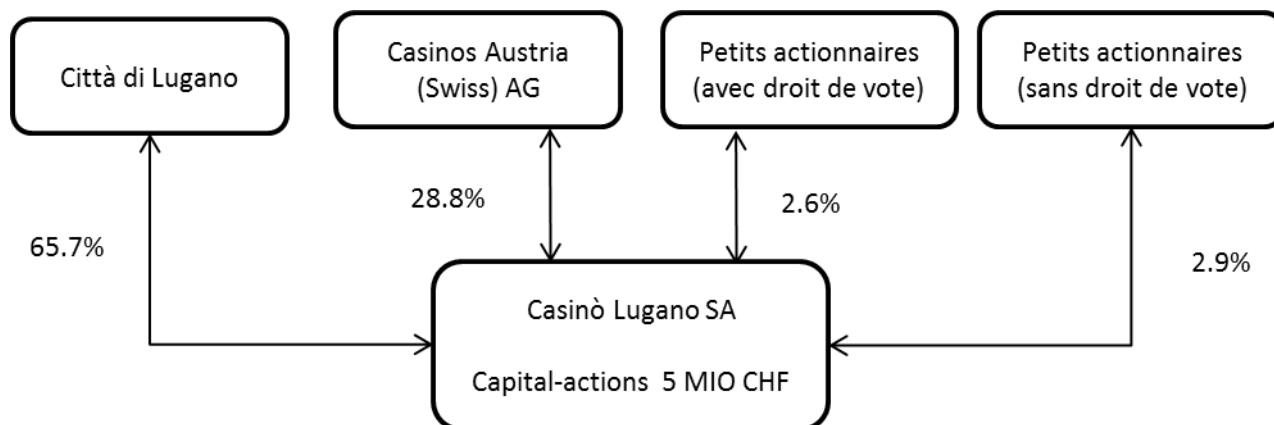 Città di Lugano
Casinos Austria
(Swiss) AG
Petits actionnaires
(avec droit de vote)
Petits actionnaires
(sans droit de vote)
65.7%
28.8%
2.6%
2.9%
Casinò Lugano SA
Capital-actions 5 MIO CHF